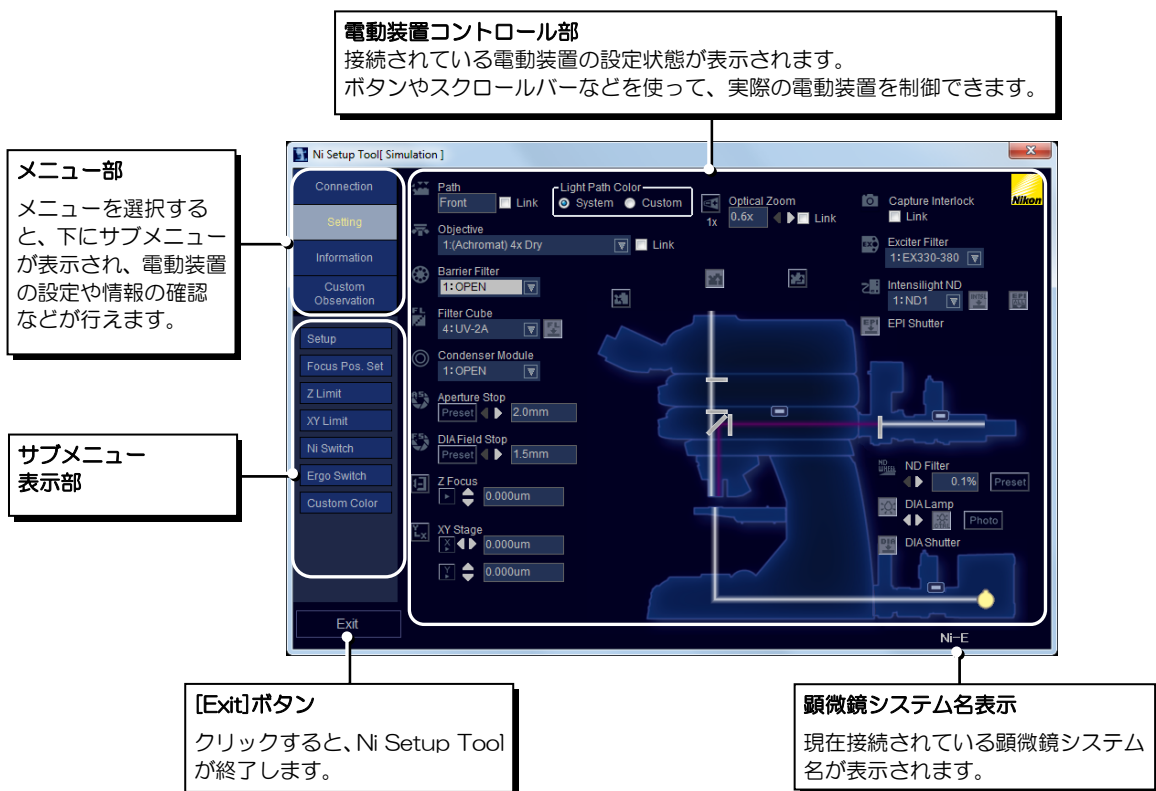 電動装置コントロール部
接続されている電動装置の設定状態が表示されます。
ボタンやスクロールバーなどを使って、実際の電動装置を制御できます。
メニュー部
メニューを選択する
と、下にサブメニュー
が表示され、電動装置
の設定や情報の確認
などが行えます。
サブメニュー
表示部
Ni Setup Tool[ Simulation ]
Connection
Setting
Information
Custom
Observation
Setup
Focus Pos. Set
Z Limit
XY Limit
Ni Switch
Ergo Switch
Custom Color
Exit
Path
Front Link
Light Path Color
System Custom
1x
Optical Zoom
0.6x Link
Capture Interlock
Link
Nikon
Objective
1:(Achromat) 4x Dry Link
Exciter Filter
1:EX330-380
Barrier Filter
1:OPEN
Intensilight ND
1:ND1
EPI Shutter
Filter Cube
4:UV-2A
Condenser Module
1:OPEN
Aperture Stop
Preset 2.0mm
DIA Field Stop
Preset 1.5mm
Z Focus
0.000um
XY Stage
X 0.000um
Y 0.000um
ND Filter
0.1% Preset
DIA Lamp
Photo
DIA Shutter
Ni-E
[Exit]ボタン
クリックすると、Ni Setup Tool
が終了します。
顕微鏡システム名表示
現在接続されている顕微鏡システム
名が表示されます。